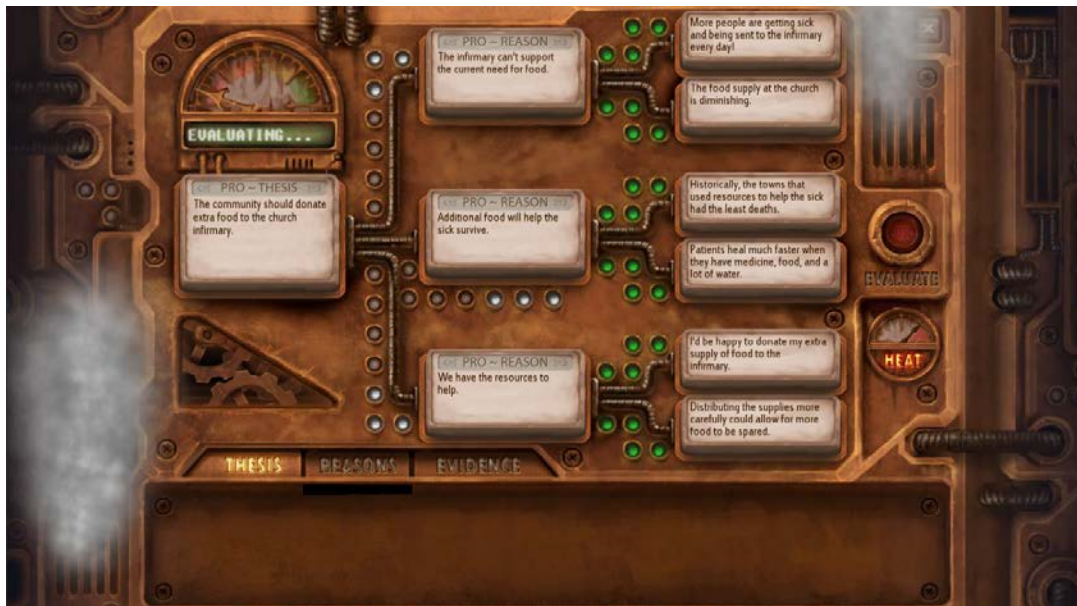 EVALUATING...
PRO ~ THESIS
The community should donate
extra food to the church
infirmary.
PRO ~ REASON
The infirmary can't support
the current need for food.
More people are getting sick
and being sent to the infirmary
every day!
The food supply at the church
is diminishing.
PRO ~ REASON
Additional food will help the
sick survive.
Historically, the towns that
used resources to help the sick
had the least deaths.
Patients heal much faster when
they have medicine, food, and a
lot of water.
PRO ~ REASON
We have the resources to
help.
I'd be happy to donate my extra
supply of food to the
infirmary.
Distributing the supplies more
carefully could allow for more
food to be spared.
EVALUATE
HEAT
THESIS
REASONS
EVIDENCE